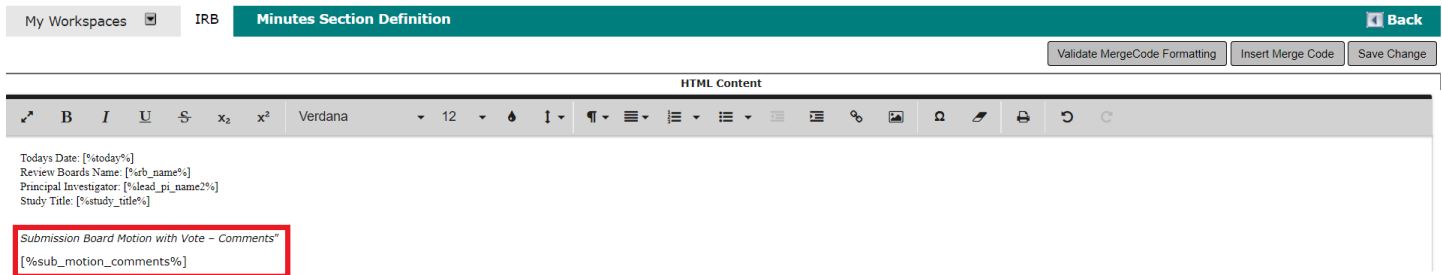 My Workspaces IRB Minutes Section Definition Back
Validate MergeCode Formatting Insert Merge Code Save Change
HTML Content
B I U S x₂ x² Verdana 12 ¶ Ω
Todays Date: [%today%]
Review Boards Name: [%rb_name%]
Principal Investigator: [%lead_pi_name2%]
Study Title: [%study_title%]
Submission Board Motion with Vote – Comments"
[%sub_motion_comments%]